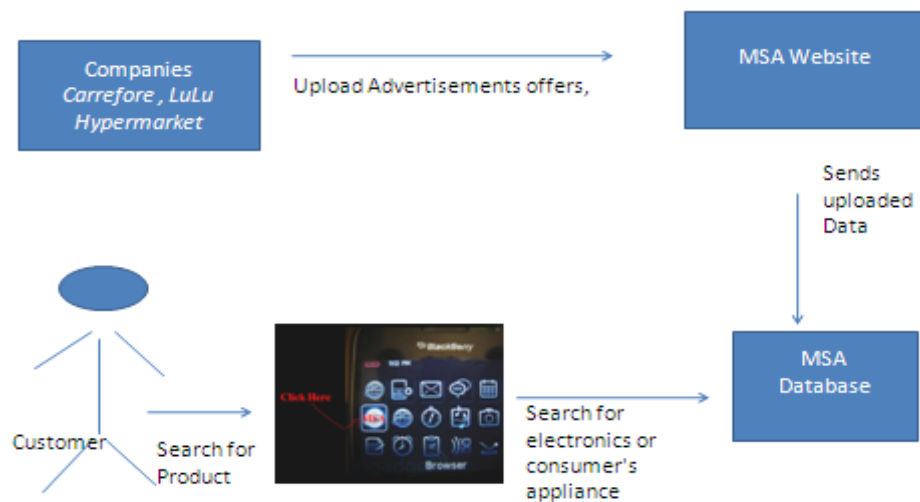 Companies
Carrefore , LuLu
Hypermarket
Upload Advertisements offers,
MSA Website
Sends
uploaded
Data
MSA
Database
Customer
Search for
Product
BlackBerry
Click Here
MSA
Browser
Search for
electronics or
consumer's
appliance